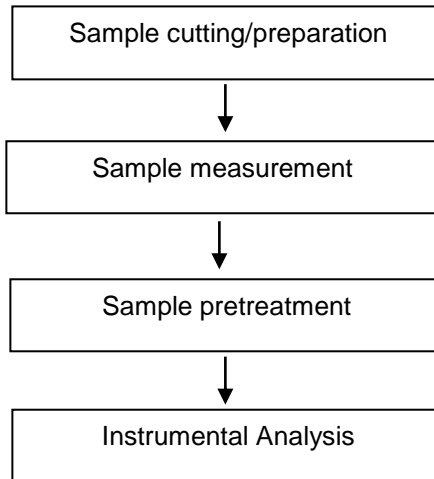 Sample cutting/preparation
Sample measurement
Sample pretreatment
Instrumental Analysis